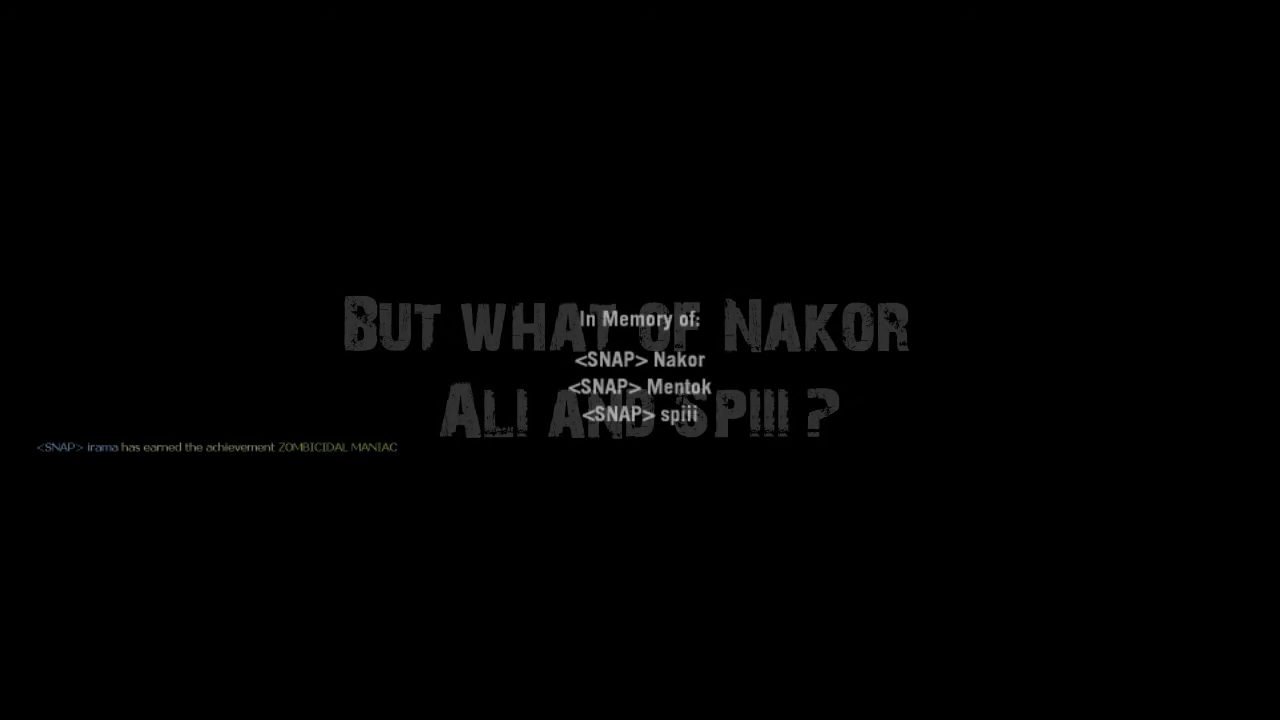 But what of Nakor
In Memory of:
<SNAP> Nakor
<SNAP> Mentok
Ali and Spiii ?
<SNAP> spiii
<SNAP> irama has earned the achievement ZOMBICIDAL MANIAC